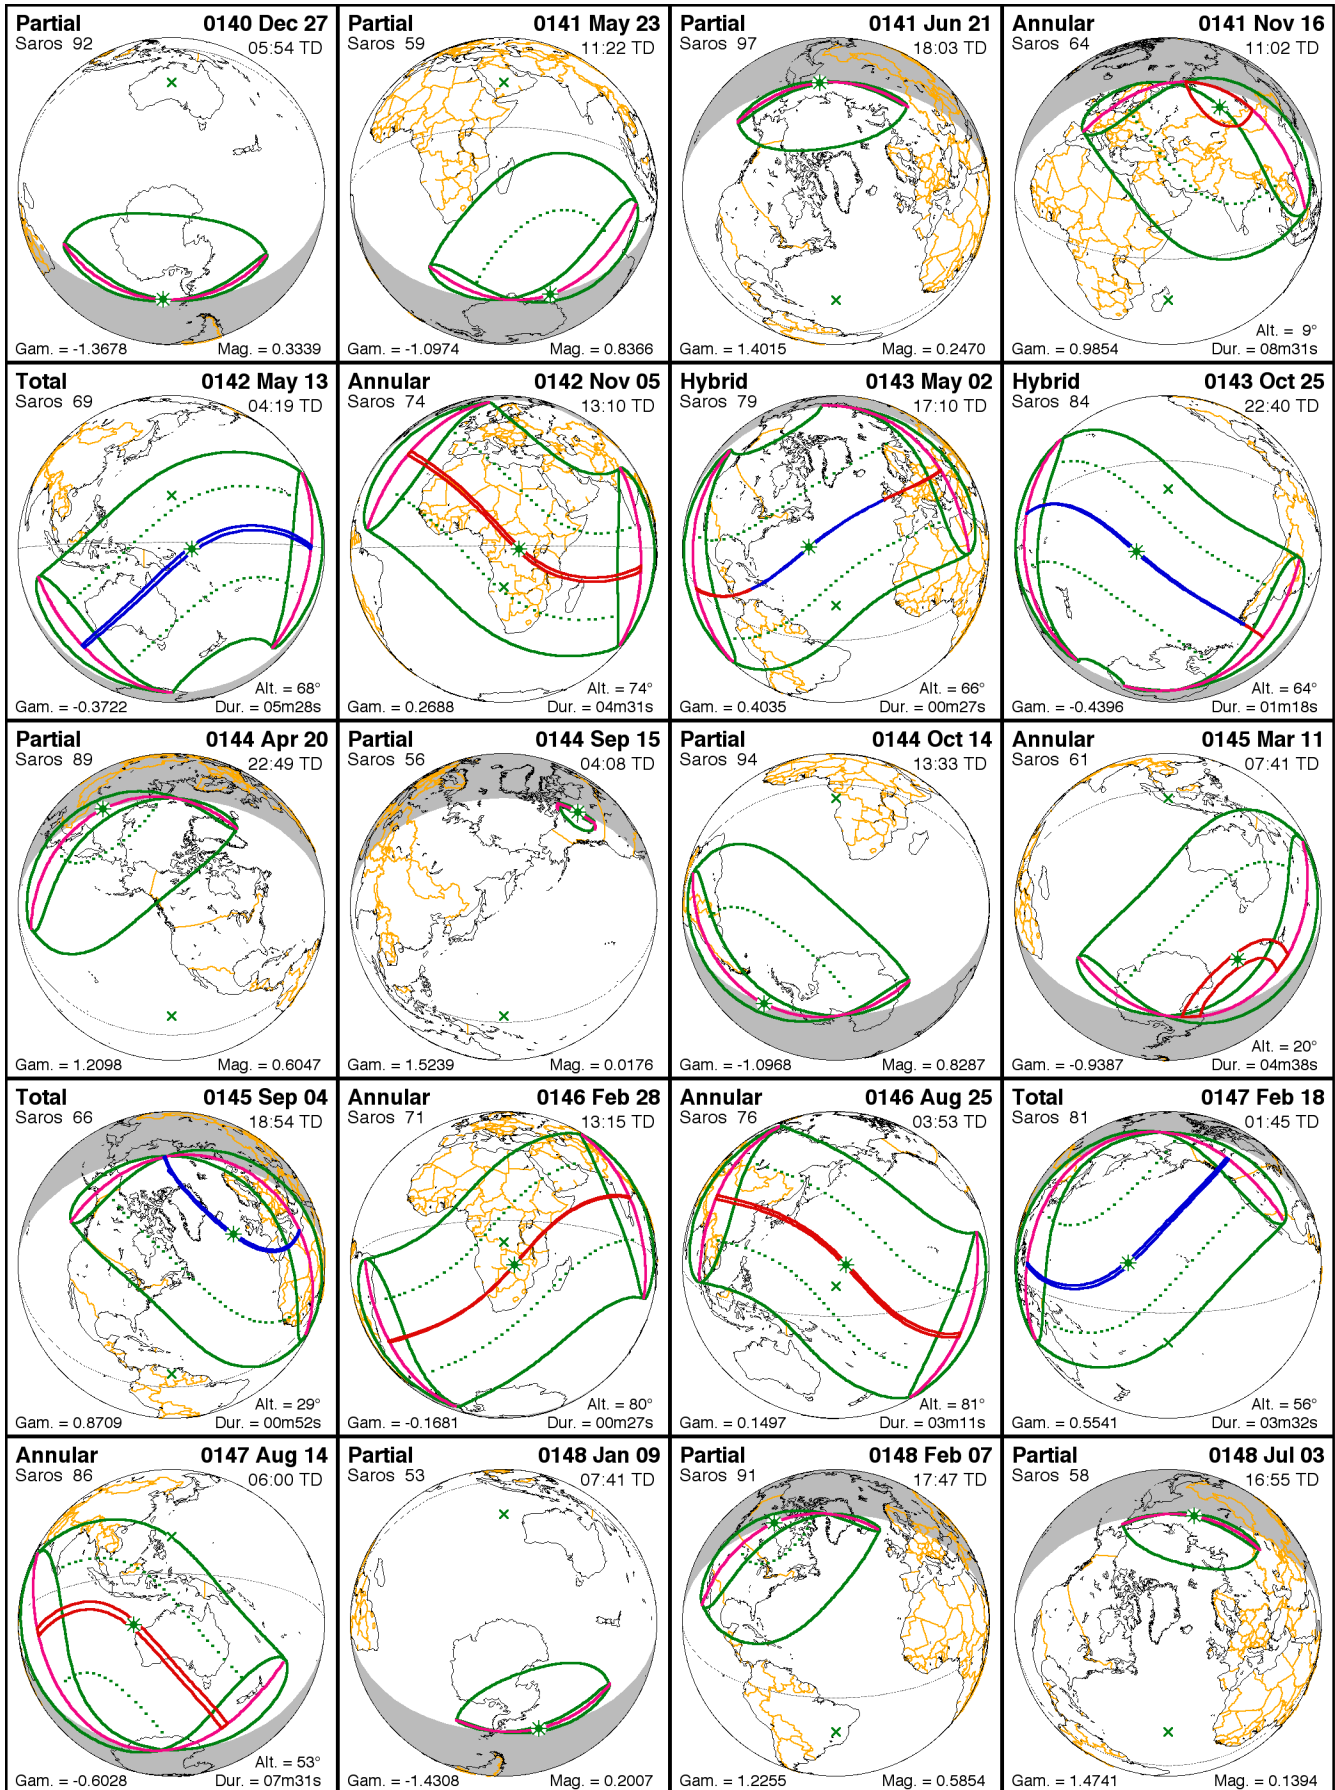 Partial 0140 Dec 27
Saros 92 05:54 TD
Gam. = -1.3678 Mag. = 0.3339
Partial 0141 May 23
Saros 59 11:22 TD
Gam. = -1.0974 Mag. = 0.8366
Partial 0141 Jun 21
Saros 97 18:03 TD
Gam. = 1.4015 Mag. = 0.2470
Annular 0141 Nov 16
Saros 64 11:02 TD
Alt. = 9°
Gam. = 0.9854 Dur. = 08m31s
Total 0142 May 13
Saros 69 04:19 TD
Alt. = 68°
Gam. = -0.3722 Dur. = 05m28s
Annular 0142 Nov 05
Saros 74 13:10 TD
Alt. = 74°
Gam. = 0.2688 Dur. = 04m31s
Hybrid 0143 May 02
Saros 79 17:10 TD
Alt. = 66°
Gam. = 0.4035 Dur. = 00m27s
Hybrid 0143 Oct 25
Saros 84 22:40 TD
Alt. = 64°
Gam. = -0.4396 Dur. = 01m18s
Partial 0144 Apr 20
Saros 89 22:49 TD
Gam. = 1.2098 Mag. = 0.6047
Partial 0144 Sep 15
Saros 56 04:08 TD
Gam. = 1.5239 Mag. = 0.0176
Partial 0144 Oct 14
Saros 94 13:33 TD
Gam. = -1.0968 Mag. = 0.8287
Annular 0145 Mar 11
Saros 61 07:41 TD
Alt. = 20°
Gam. = -0.9387 Dur. = 04m38s
Total 0145 Sep 04
Saros 66 18:54 TD
Alt. = 29°
Gam. = 0.8709 Dur. = 00m52s
Annular 0146 Feb 28
Saros 71 13:15 TD
Alt. = 80°
Gam. = -0.1681 Dur. = 00m27s
Annular 0146 Aug 25
Saros 76 03:53 TD
Alt. = 81°
Gam. = 0.1497 Dur. = 03m11s
Total 0147 Feb 18
Saros 81 01:45 TD
Alt. = 56°
Gam. = 0.5541 Dur. = 03m32s
Annular 0147 Aug 14
Saros 86 06:00 TD
Alt. = 53°
Gam. = -0.6028 Dur. = 07m31s
Partial 0148 Jan 09
Saros 53 07:41 TD
Gam. = -1.4308 Mag. = 0.2007
Partial 0148 Feb 07
Saros 91 17:47 TD
Gam. = 1.2255 Mag. = 0.5854
Partial 0148 Jul 03
Saros 58 16:55 TD
Gam. = 1.4741 Mag. = 0.1394